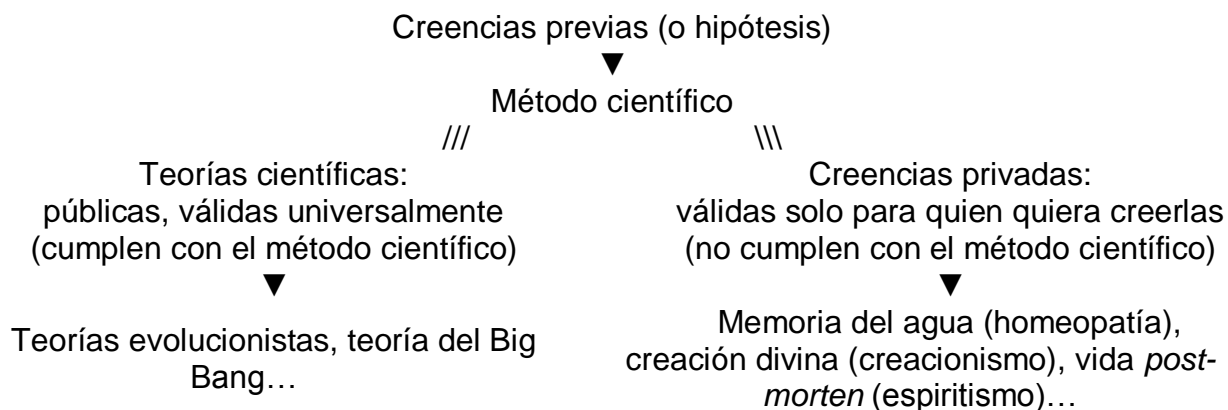 Creencias previas (o hipótesis)
▼
Método científico
/// \\\
Teorías científicas:
públicas, válidas universalmente
(cumplen con el método científico)
▼
Teorías evolucionistas, teoría del Big
Bang…
Creencias privadas:
válidas solo para quien quiera creerlas
(no cumplen con el método científico)
▼
Memoria del agua (homeopatía),
creación divina (creacionismo), vida post-
morten (espiritismo)…